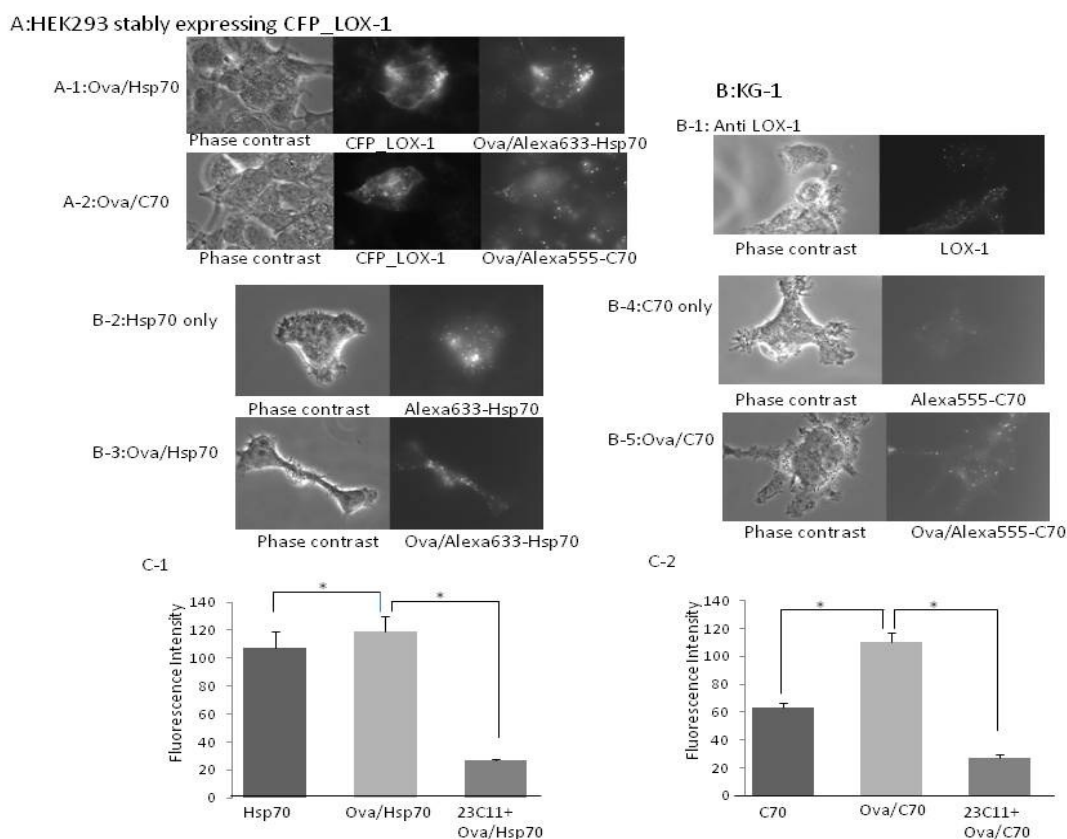 A:HEK293 stably expressing CFP_LOX-1
A-1:Ova/Hsp70
Phase contrast CFP_LOX-1 Ova/Alexa633-Hsp70
A-2:Ova/C70
Phase contrast CFP_LOX-1 Ova/Alexa555-C70
B:KG-1
B-1: Anti LOX-1
Phase contrast LOX-1
B-2:Hsp70 only
Phase contrast Alexa633-Hsp70
B-3:Ova/Hsp70
Phase contrast Ova/Alexa633-Hsp70
B-4:C70 only
Phase contrast Alexa555-C70
B-5:Ova/C70
Phase contrast Ova/Alexa555-C70
C-1
Fluorescence Intensity
140
120
100
80
60
40
20
0
* *
Hsp70 Ova/Hsp70 23C11+
Ova/Hsp70
C-2
Fluorescence Intensity
140
120
100
80
60
40
20
0
* *
C70 Ova/C70 23C11+
Ova/C70